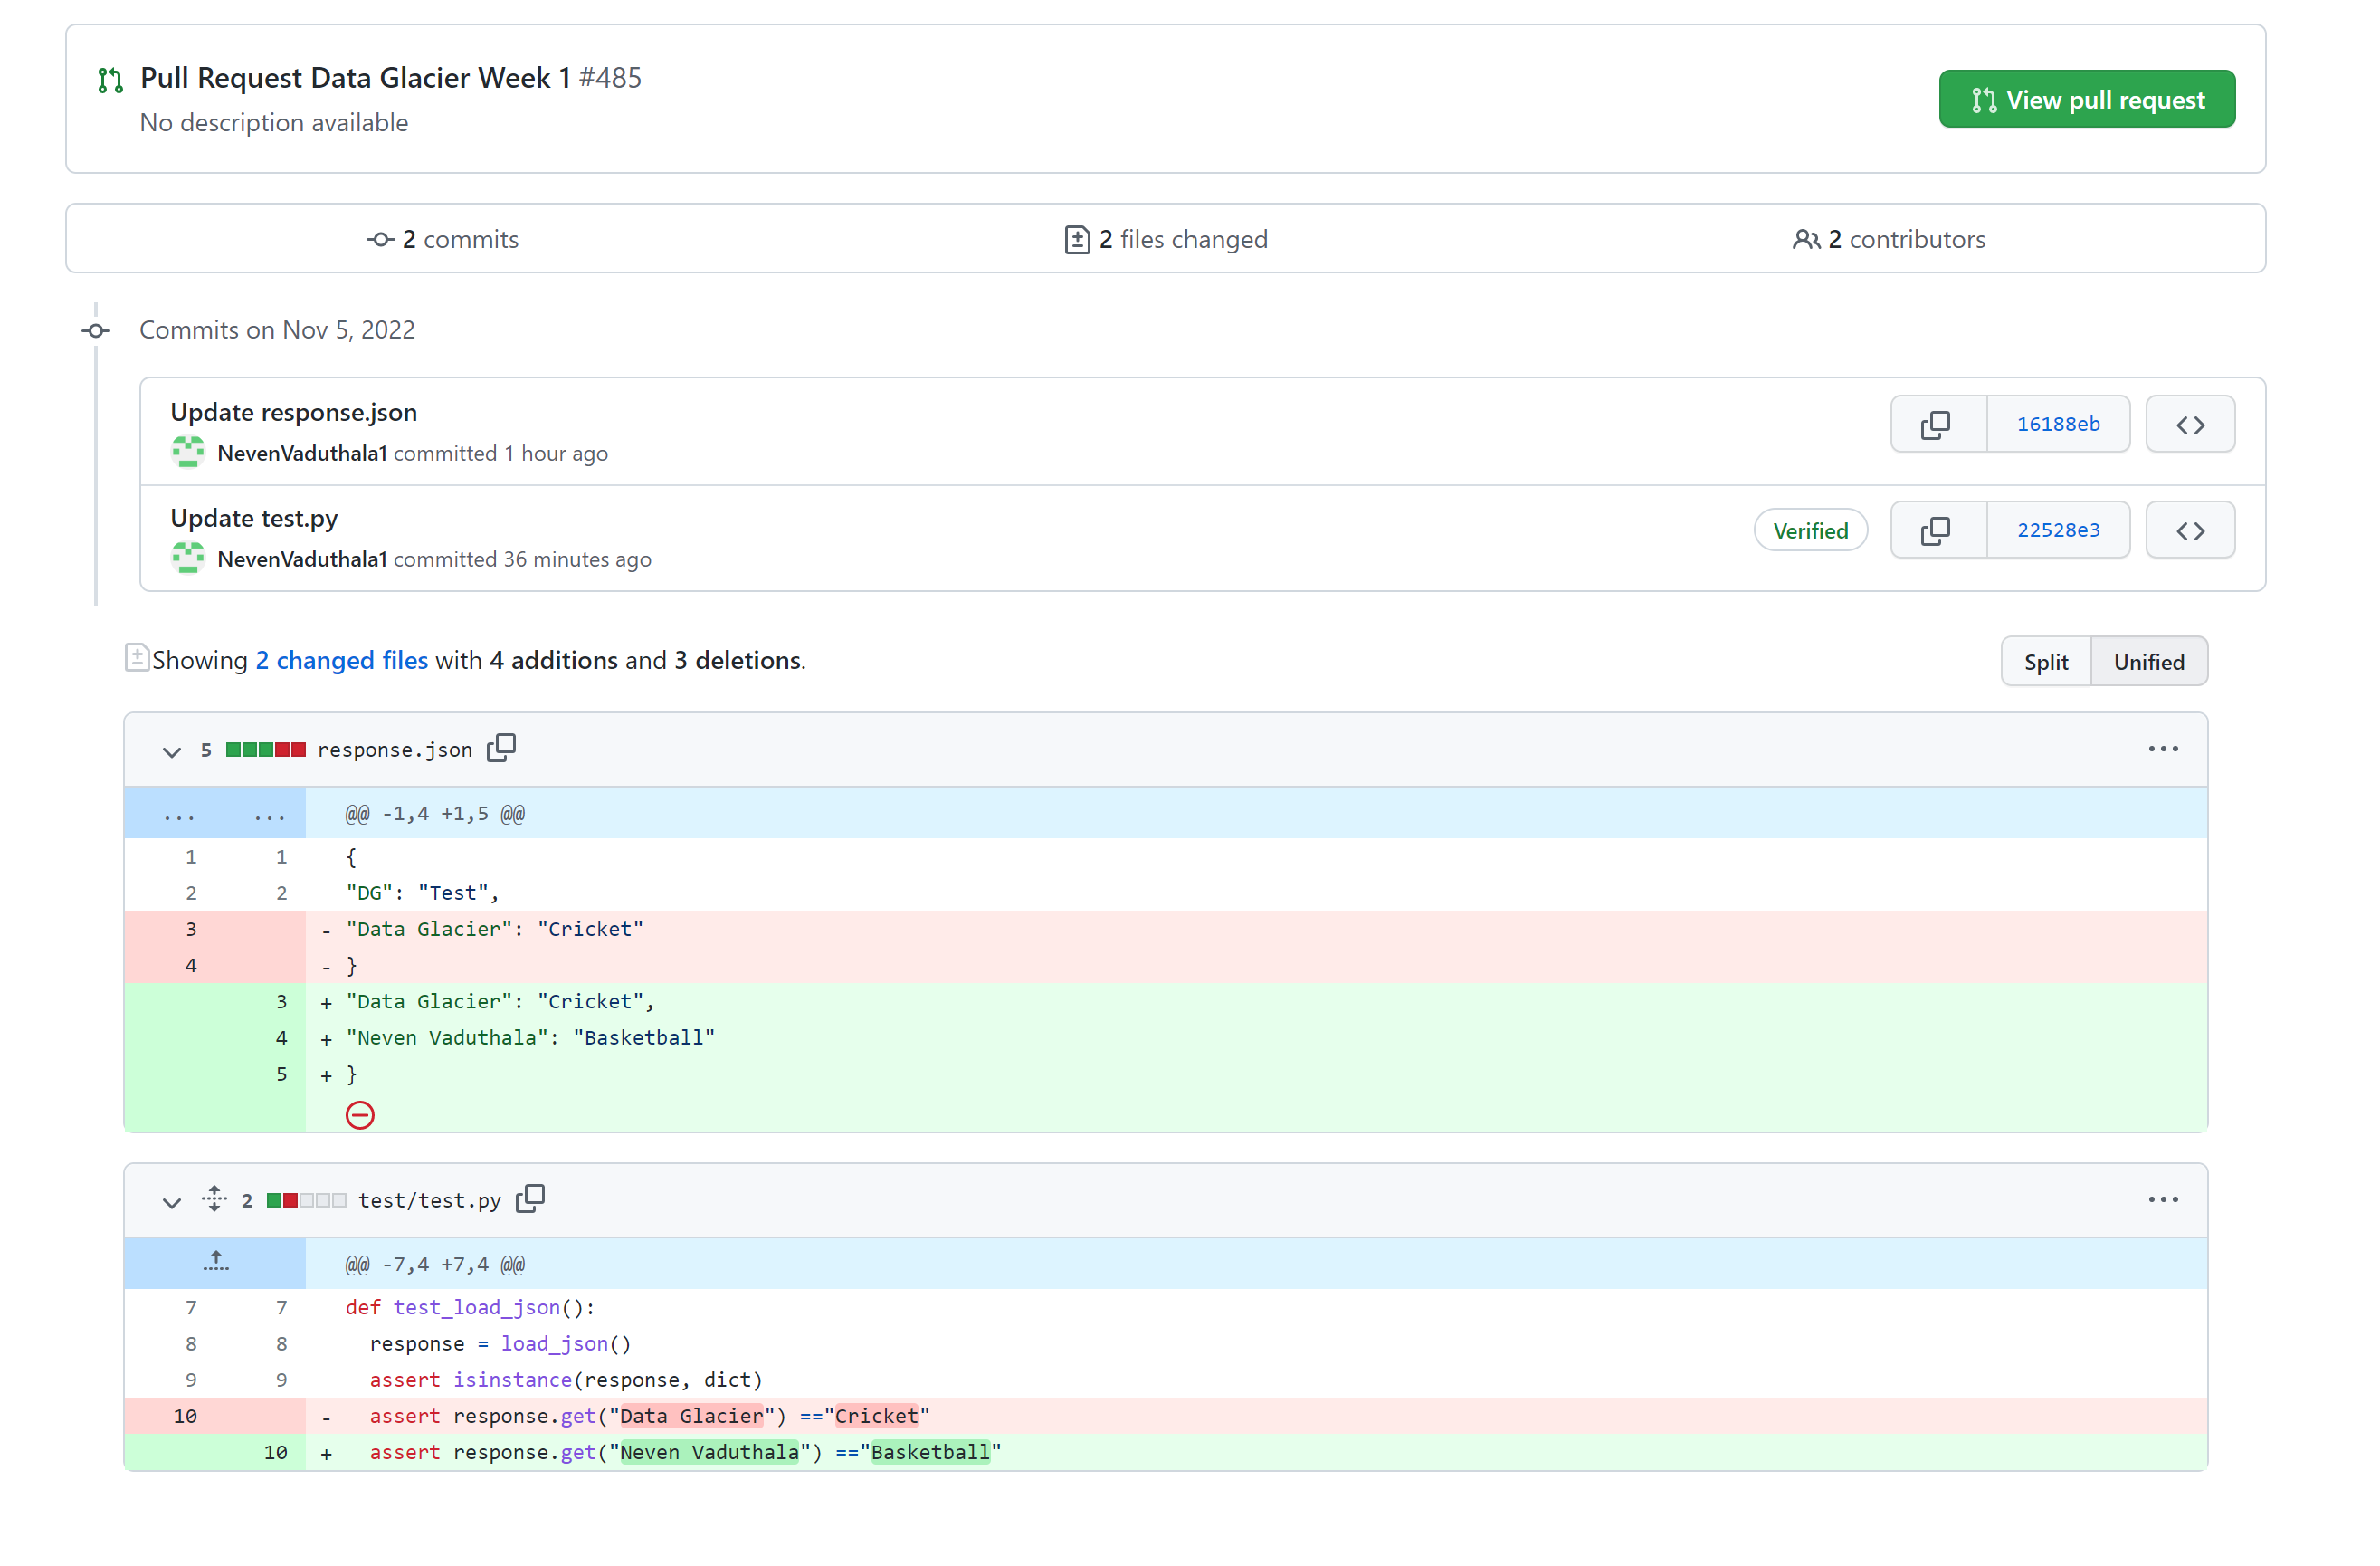 Pull Request Data Glacier Week 1 #485
No description available
View pull request
2 commits
2 files changed
2 contributors
Commits on Nov 5, 2022
Update response.json
NevenVaduthala1 committed 1 hour ago
16188eb
Update test.py
NevenVaduthala1 committed 36 minutes ago
Verified
22528e3
Showing 2 changed files with 4 additions and 3 deletions.
Split
Unified
5 response.json
...
... ... @@ -1,4 +1,5 @@
1 1 {
2 2 "DG": "Test",
3 - "Data Glacier": "Cricket"
4 - }
3 + "Data Glacier": "Cricket",
4 + "Neven Vaduthala": "Basketball"
5 + }
2 test/test.py
...
@@ -7,4 +7,4 @@
7 7 def test_load_json():
8 8 response = load_json()
9 9 assert isinstance(response, dict)
10 - assert response.get("Data Glacier") =="Cricket"
10 + assert response.get("Neven Vaduthala") =="Basketball"